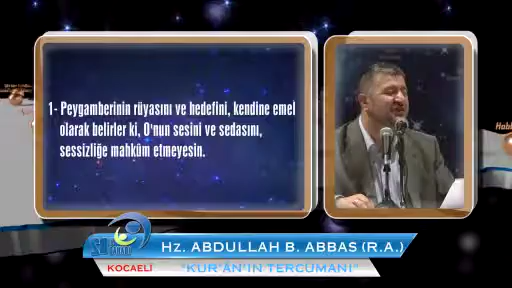 1- Peygamberinin rüyasını ve hedefini, kendine emel
olarak belirler ki, O'nun sesini ve sedasını,
sessizliğe mahkûm etmeyesin.
Hz. ABDULLAH B. ABBAS (R.A.)
KOCAELİ
"KUR'ÂN'IN TERCÜMANI"